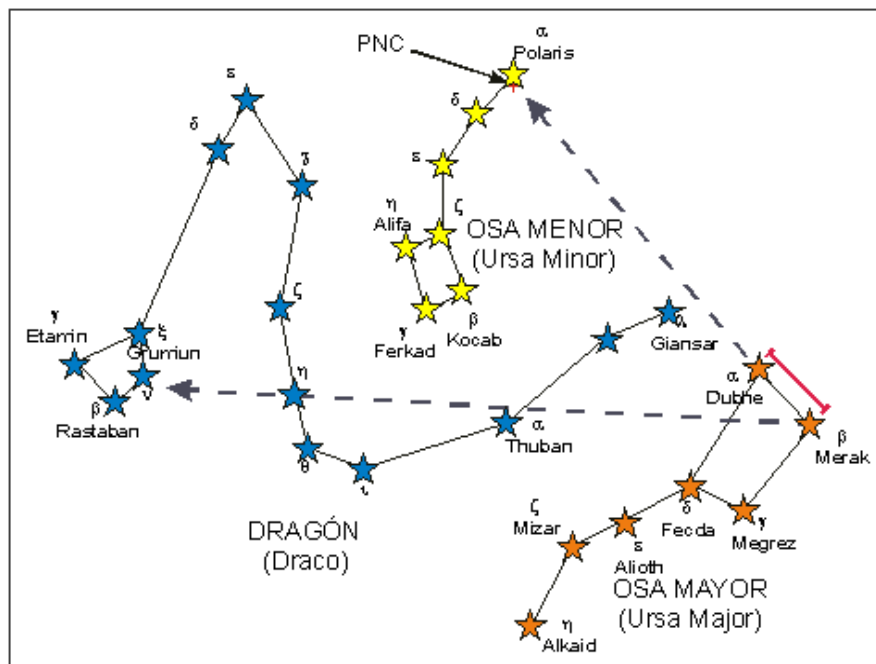 α
Polaris
PNC
ε
δ
δ
ζ
ε
η
Alifa
ζ
OSA MENOR
(Ursa Minor)
ζ
γ
Etarrin
ξ
Grumiun
γ
Ferkad
β
Kocab
λ
Giansar
ν
β
Rastaban
η
α
Dubhe
α
Thuban
β
Merak
θ
ι
DRAGÓN
(Draco)
ζ
Mizar
δ
Fecda
γ
Megrez
ε
Alioth
OSA MAYOR
(Ursa Major)
η
Alkaid